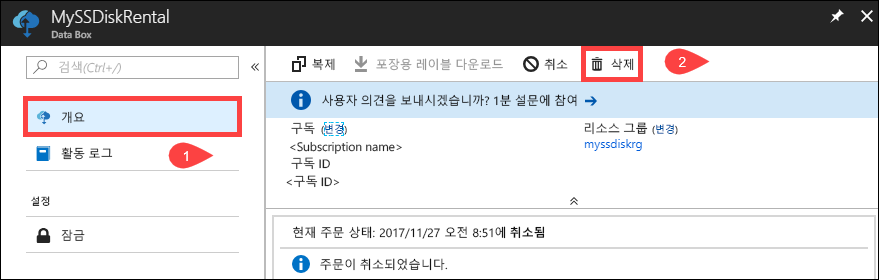 MySSDiskRental
Data Box
검색(Ctrl+/)
개요
1
활동 로그
설정
잠금
복제
포장용 레이블 다운로드
취소
삭제
2
사용자 의견을 보내시겠습니까? 1분 설문에 참여 →
구독 (변경)
<Subscription name>
구독 ID
<구독 ID>
리소스 그룹 (변경)
myssdiskrg
현재 주문 상태: 2017/11/27 오전 8:51에 취소됨
주문이 취소되었습니다.